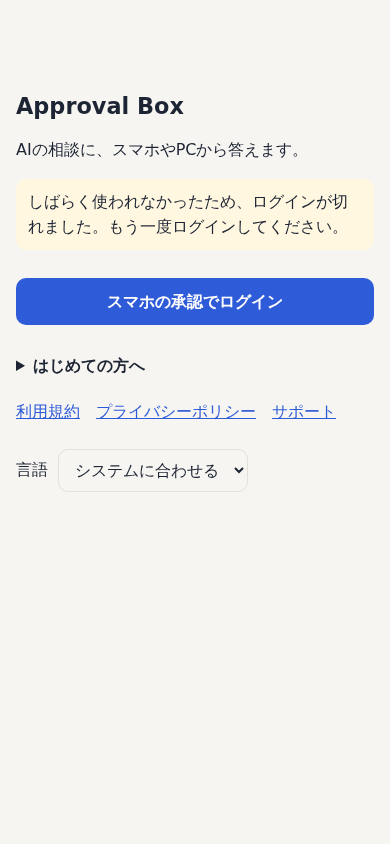 Approval Box
AIの相談に、スマホやPCから答えます。
しばらく使われなかったため、ログインが切
れました。もう一度ログインしてください。
スマホの承認でログイン
はじめての方へ
利用規約 プライバシーポリシー サポート
言語 システムに合わせる